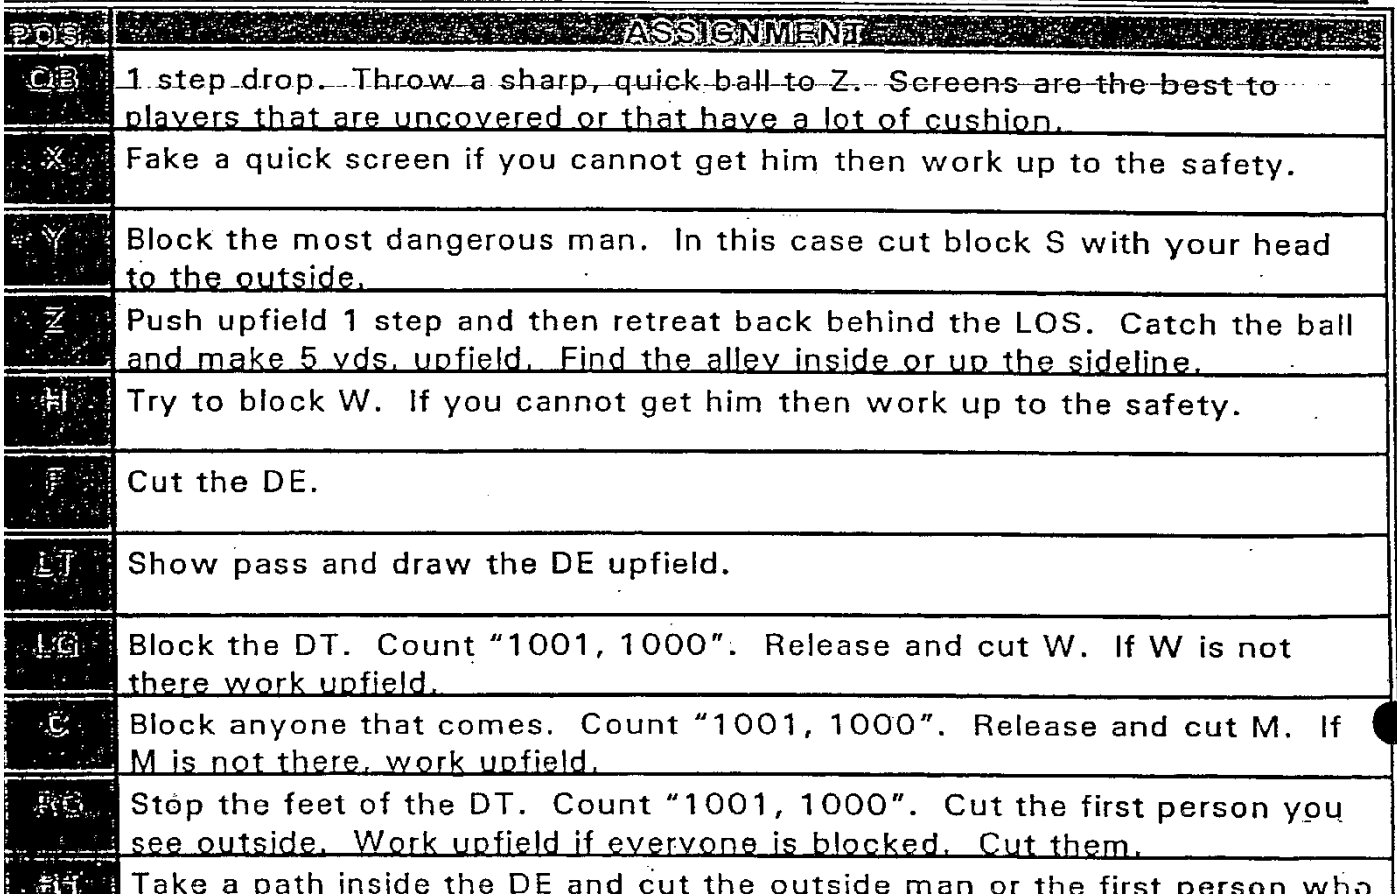 POS. ASSIGNMENT
QB 1 step drop. Throw a sharp, quick ball to Z. Screens are the best to
players that are uncovered or that have a lot of cushion.
X Fake a quick screen if you cannot get him then work up to the safety.
Y Block the most dangerous man. In this case cut block S with your head
to the outside.
Z Push upfield 1 step and then retreat back behind the LOS. Catch the ball
and make 5 yds. upfield. Find the alley inside or up the sideline.
H Try to block W. If you cannot get him then work up to the safety.
F Cut the DE.
LT Show pass and draw the DE upfield.
LG Block the DT. Count "1001, 1000". Release and cut W. If W is not
there work upfield.
C Block anyone that comes. Count "1001, 1000". Release and cut M. If
M is not there, work upfield.
RG Stop the feet of the DT. Count "1001, 1000". Cut the first person you
see outside. Work upfield if everyone is blocked. Cut them.
Take a path inside the DE and cut the outside man or the first person who